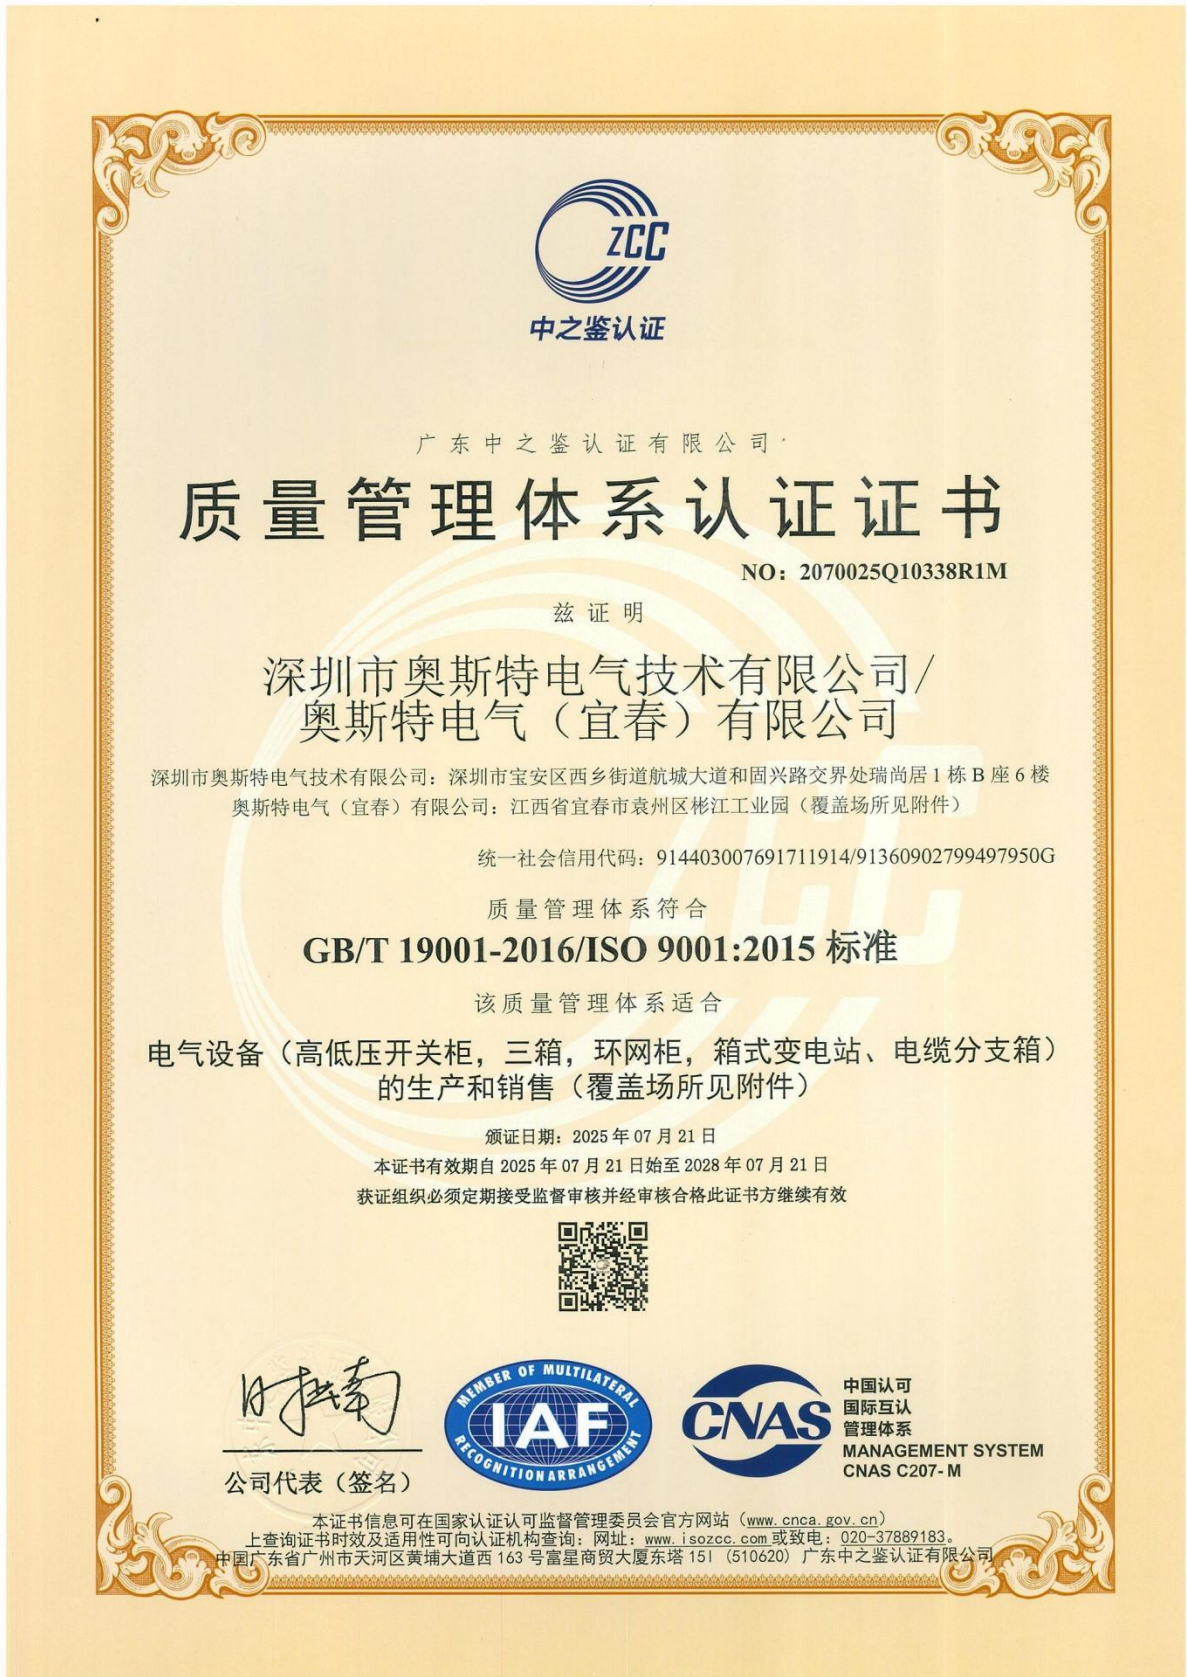 ZCC
中之鉴认证
广东中之鉴认证有限公司
质量管理体系认证证书
NO：2070025Q10338R1M
兹证明
深圳市奥斯特电气技术有限公司/
奥斯特电气（宜春）有限公司
深圳市奥斯特电气技术有限公司：深圳市宝安区西乡街道航城大道和固兴路交界处瑞尚居1栋B座6楼
奥斯特电气（宜春）有限公司：江西省宜春市袁州区彬江工业园（覆盖场所见附件）
统一社会信用代码：914403007691711914/91360902799497950G
质量管理体系符合
GB/T 19001-2016/ISO 9001:2015 标准
该质量管理体系适合
电气设备（高低压开关柜，三箱，环网柜，箱式变电站、电缆分支箱）
的生产和销售（覆盖场所见附件）
颁证日期：2025年07月21日
本证书有效期自2025年07月21日始至2028年07月21日
获证组织必须定期接受监督审核并经审核合格此证书方继续有效
公司代表（签名）
MEMBER OF MULTILATERAL
IAF
RECOGNITION ARRANGEMENT
CNAS
中国认可
国际互认
管理体系
MANAGEMENT SYSTEM
CNAS C207-M
本证书信息可在国家认证认可监督管理委员会官方网站（www.cnca.gov.cn）
上查询证书时效及适用性可向认证机构查询：网址：www.isozcc.com或致电：020-37889183。
中国广东省广州市天河区黄埔大道西163号富星商贸大厦东塔15I（510620）广东中之鉴认证有限公司